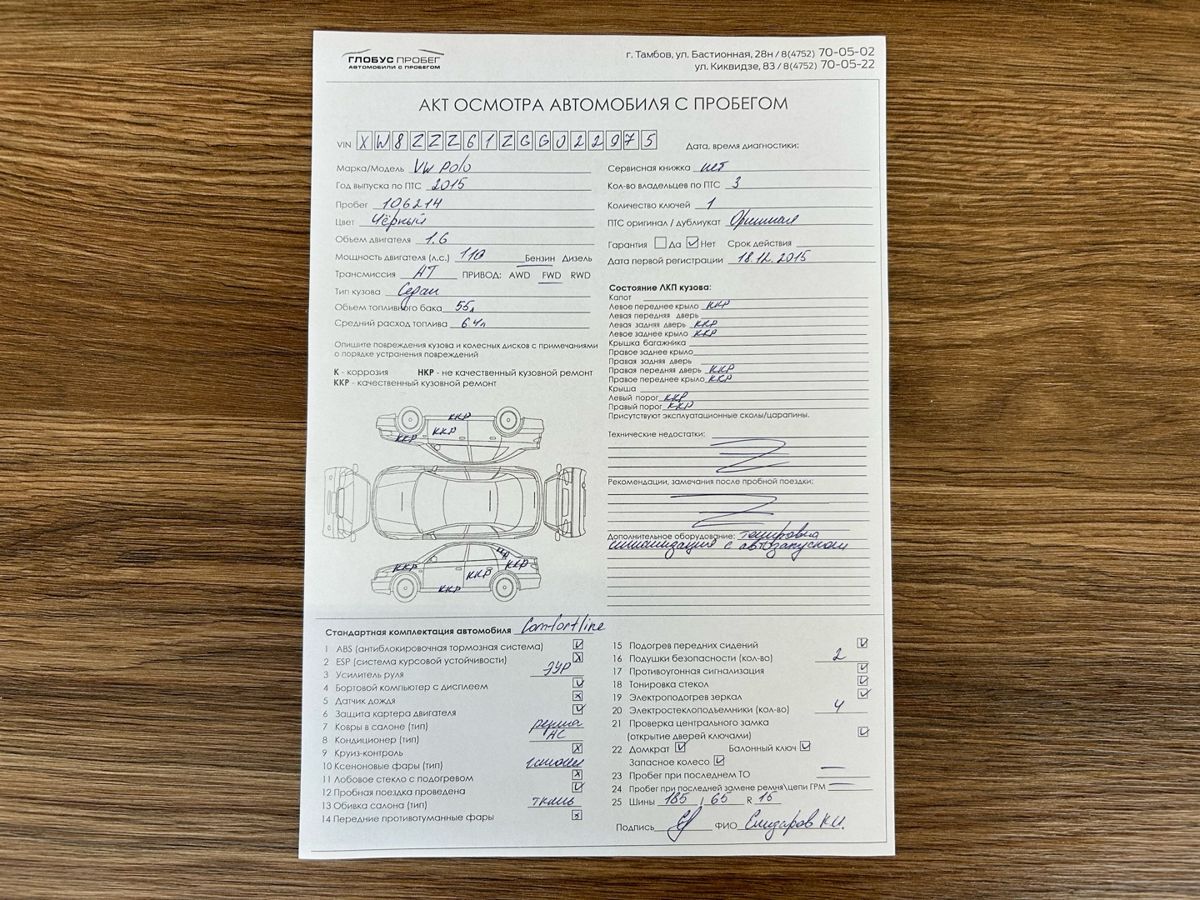 ГЛОБУС ПРОБЕГ
АВТОМОБИЛИ С ПРОБЕГОМ
г. Тамбов, ул. Бастионная, 28н / 8(4752) 70-05-02
ул. Киквидзе, 83 / 8(4752) 70-05-22
АКТ ОСМОТРА АВТОМОБИЛЯ С ПРОБЕГОМ
VIN XW8ZZZ61ZGG022975
Дата, время диагностики:
Марка/Модель VW Polo
Год выпуска по ПТС 2015
Пробег 106214
Цвет Чёрный
Объем двигателя 1.6
Мощность двигателя (л.с.) 110 Бензин Дизель
Трансмиссия АТ ПРИВОД: AWD FWD RWD
Тип кузова Седан
Объем топливного бака 55л
Средний расход топлива 6.4л
Сервисная книжка нет
Кол-во владельцев по ПТС 3
Количество ключей 1
ПТС оригинал / дубликат Оригинал
Гарантия Да Нет Срок действия
Дата первой регистрации 18.12.2015
Опишите повреждения кузова и колесных дисков с примечаниями
о порядке устранения повреждений
К - коррозия НКР - не качественный кузовной ремонт
ККР - качественный кузовной ремонт
Состояние ЛКП кузова:
Капот
Левое переднее крыло ККР
Левая передняя дверь
Левая задняя дверь ККР
Левое заднее крыло ККР
Крышка багажника
Правое заднее крыло
Правая задняя дверь
Правая передняя дверь ККР
Правое переднее крыло ККР
Крыша
Левый порог ККР
Правый порог ККР
Присутствуют эксплуатационные сколы/царапины.
ККР
ККР
ККР
ККР
ККР
ККР
ККР
ККР
Технические недостатки:
Рекомендации, замечания после пробной поездки:
Дополнительное оборудование: тонировка
сигнализация с автозапуском
Стандартная комплектация автомобиля Comfortline
1 ABS (антиблокировочная тормозная система)
2 ESP (система курсовой устойчивости)
3 Усилитель руля ЭУР
4 Бортовой компьютер с дисплеем
5 Датчик дождя
6 Защита картера двигателя
7 Ковры в салоне (тип) резина
8 Кондиционер (тип) АС
9 Круиз-контроль
10 Ксеноновые фары (тип)
11 Лобовое стекло с подогревом
12 Пробная поездка проведена
13 Обивка салона (тип) ткань
14 Передние противотуманные фары
15 Подогрев передних сидений
16 Подушки безопасности (кол-во) 2
17 Противоугонная сигнализация
18 Тонировка стекол
19 Электроподогрев зеркал
20 Электростеклоподъемники (кол-во) 4
21 Проверка центрального замка
(открытие дверей ключами)
22 Домкрат Балонный ключ
Запасное колесо
23 Пробег при последнем ТО
24 Пробег при последней замене ремня\цепи ГРМ
25 Шины 185 / 65 R 15
Подпись ФИО К.И.